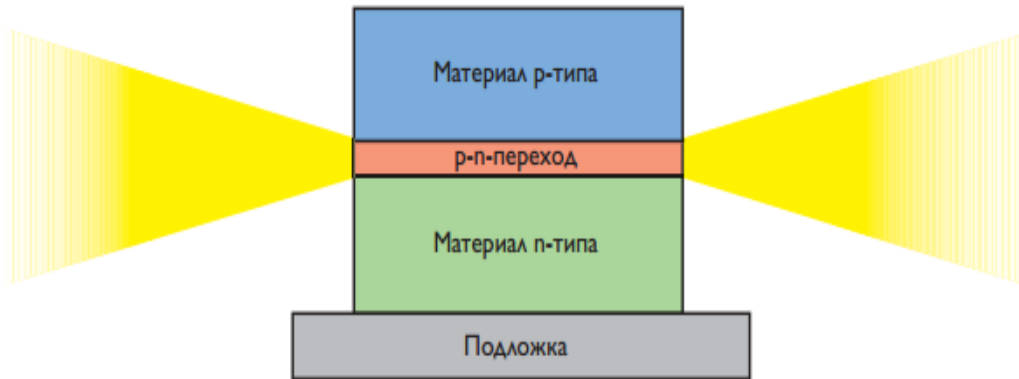 Материал p-типа
p-n-переход
Материал n-типа
Подложка